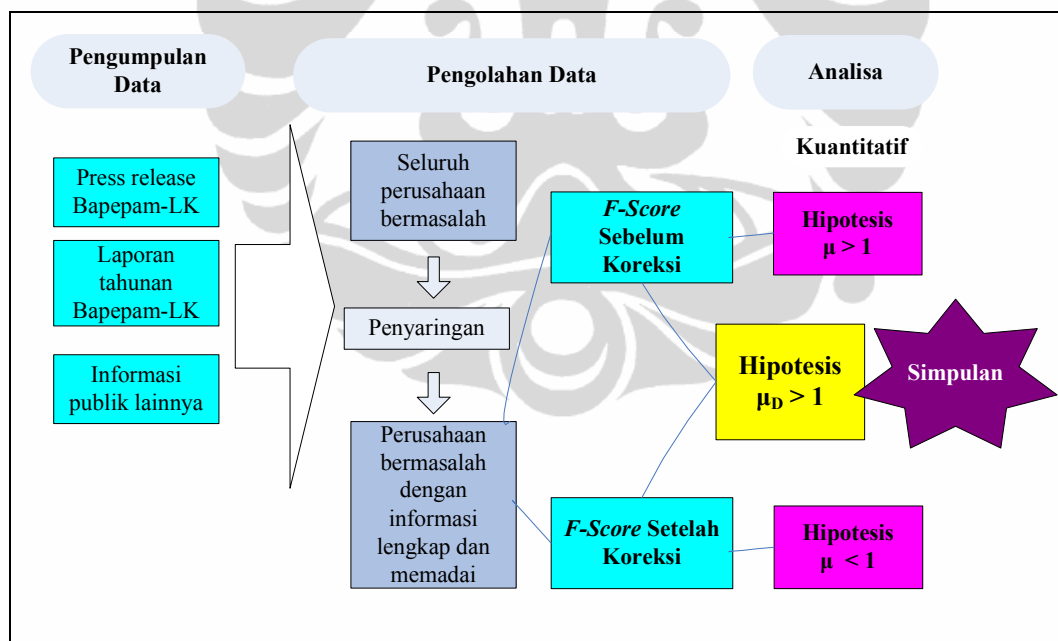 Pengumpulan
Data
Pengolahan Data
Analisa
Kuantitatif
Press release
Bapepam-LK
Laporan
tahunan
Bapepam-LK
Informasi
publik lainnya
Seluruh
perusahaan
bermasalah
Penyaringan
Perusahaan
bermasalah
dengan
informasi
lengkap dan
memadai
F-Score
Sebelum
Koreksi
F-Score Setelah
Koreksi
Hipotesis
μ > 1
Hipotesis
μD > 1
Hipotesis
μ < 1
Simpulan